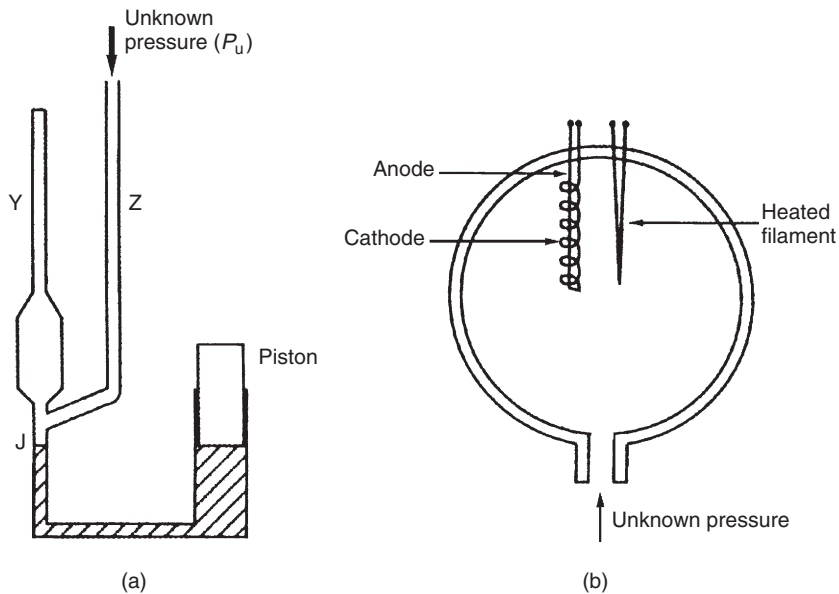 Unknown
pressure (Pu)
Y
Z
Piston
J
(a)
Anode
Cathode
Heated
filament
Unknown pressure
(b)